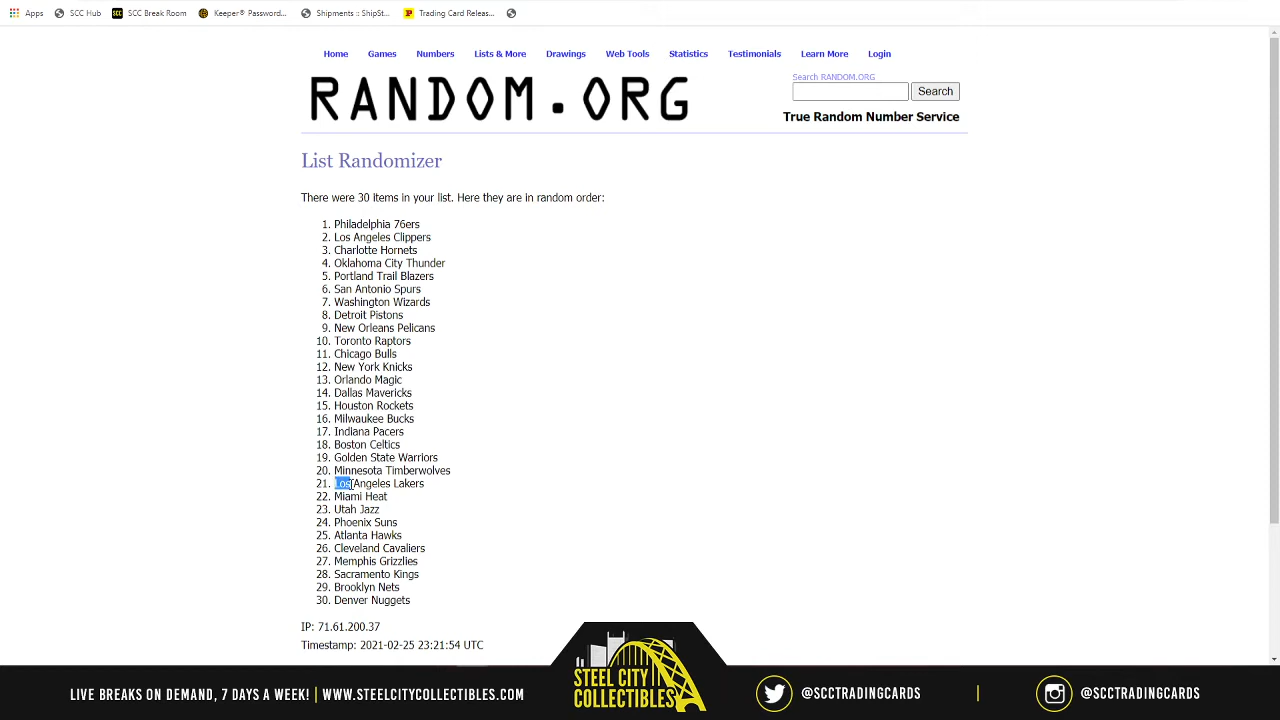 Apps SCC Hub SCC Break Room Keeper® Password... Shipments :: ShipSt... Trading Card Releas...
Home Games Numbers Lists & More Drawings Web Tools Statistics Testimonials Learn More Login
Search RANDOM.ORG
RANDOM.ORG
Search
True Random Number Service
List Randomizer
There were 30 items in your list. Here they are in random order:
1. Philadelphia 76ers
2. Los Angeles Clippers
3. Charlotte Hornets
4. Oklahoma City Thunder
5. Portland Trail Blazers
6. San Antonio Spurs
7. Washington Wizards
8. Detroit Pistons
9. New Orleans Pelicans
10. Toronto Raptors
11. Chicago Bulls
12. New York Knicks
13. Orlando Magic
14. Dallas Mavericks
15. Houston Rockets
16. Milwaukee Bucks
17. Indiana Pacers
18. Boston Celtics
19. Golden State Warriors
20. Minnesota Timberwolves
21. Los Angeles Lakers
22. Miami Heat
23. Utah Jazz
24. Phoenix Suns
25. Atlanta Hawks
26. Cleveland Cavaliers
27. Memphis Grizzlies
28. Sacramento Kings
29. Brooklyn Nets
30. Denver Nuggets
IP: 71.61.200.37
Timestamp: 2021-02-25 23:21:54 UTC
LIVE BREAKS ON DEMAND, 7 DAYS A WEEK! | WWW.STEELCITYCOLLECTIBLES.COM
STEEL CITY
COLLECTIBLES
@SCCTRADINGCARDS | @SCCTRADINGCARDS